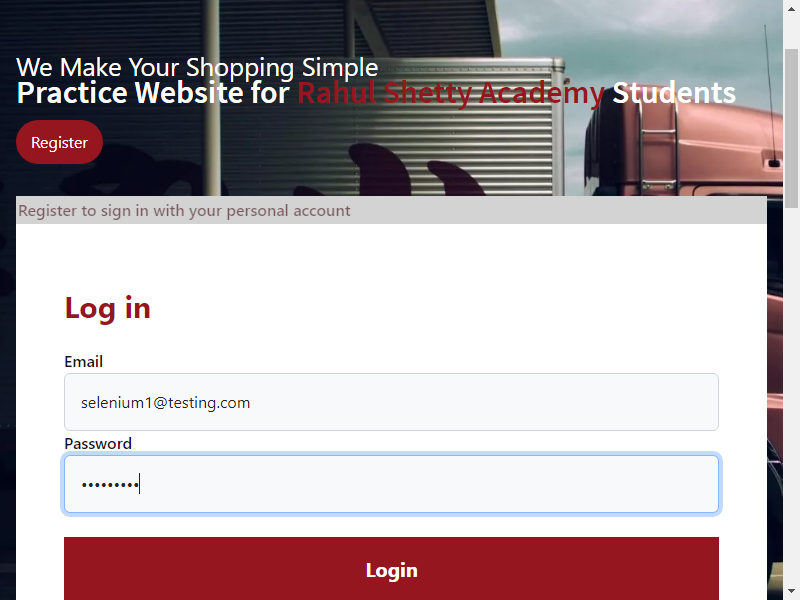 We Make Your Shopping Simple
Practice Website for Rahul Shetty Academy Students
Register
Register to sign in with your personal account
Log in
Email
selenium1@testing.com
Password
•••••••••
Login